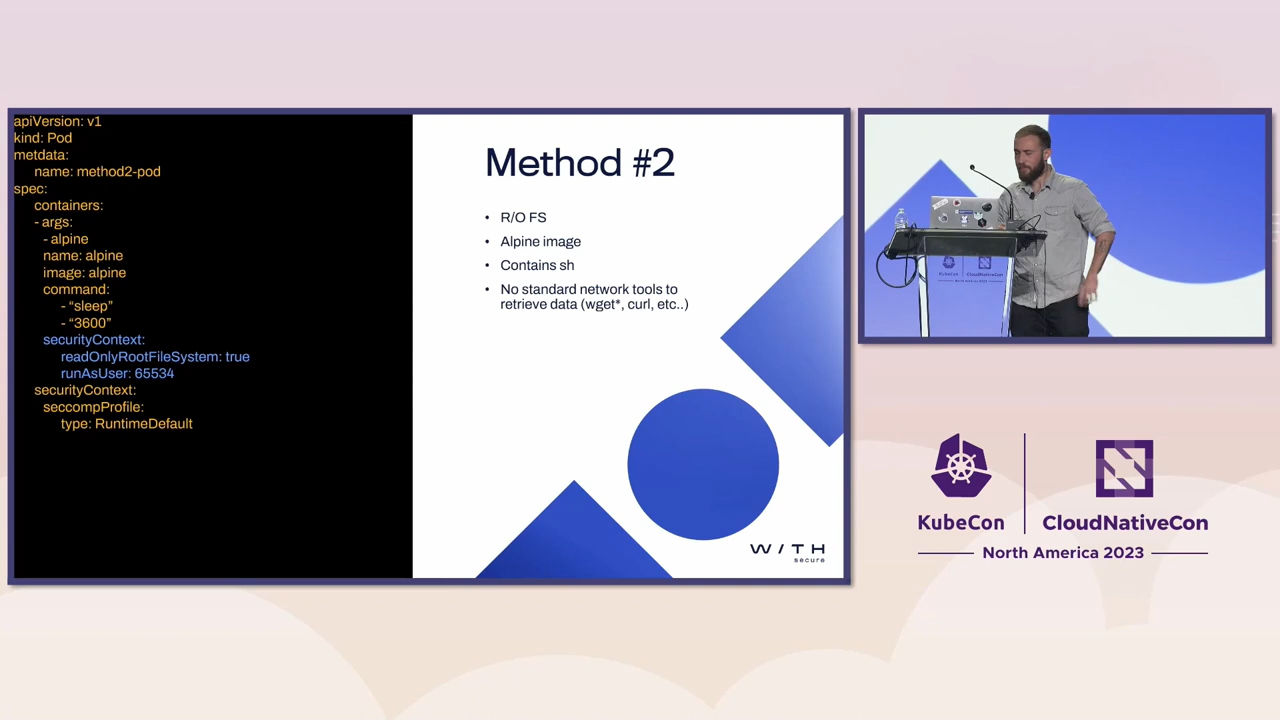 apiVersion: v1
kind: Pod
metdata:
name: method2-pod
spec:
containers:
- args:
- alpine
name: alpine
image: alpine
command:
- “sleep”
- “3600”
securityContext:
readOnlyRootFileSystem: true
runAsUser: 65534
securityContext:
seccompProfile:
type: RuntimeDefault
Method #2
• R/O FS
• Alpine image
• Contains sh
• No standard network tools to
retrieve data (wget*, curl, etc..)
W/TH
secure
KubeCon
CloudNativeCon
North America 2023